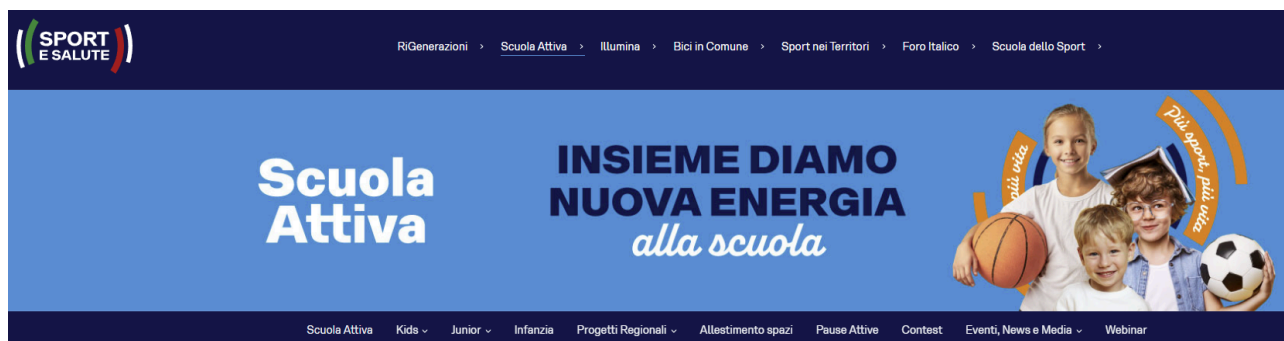 SPORT
E SALUTE
RiGenerazioni › Scuola Attiva › Illumina › Bici in Comune › Sport nei Territori › Foro Italico › Scuola dello Sport ›
Scuola
Attiva
INSIEME DIAMO
NUOVA ENERGIA
alla scuola
più vita
Più sport, più vita
Scuola Attiva Kids Junior Infanzia Progetti Regionali Allestimento spazi Pause Attive Contest Eventi, News e Media Webinar